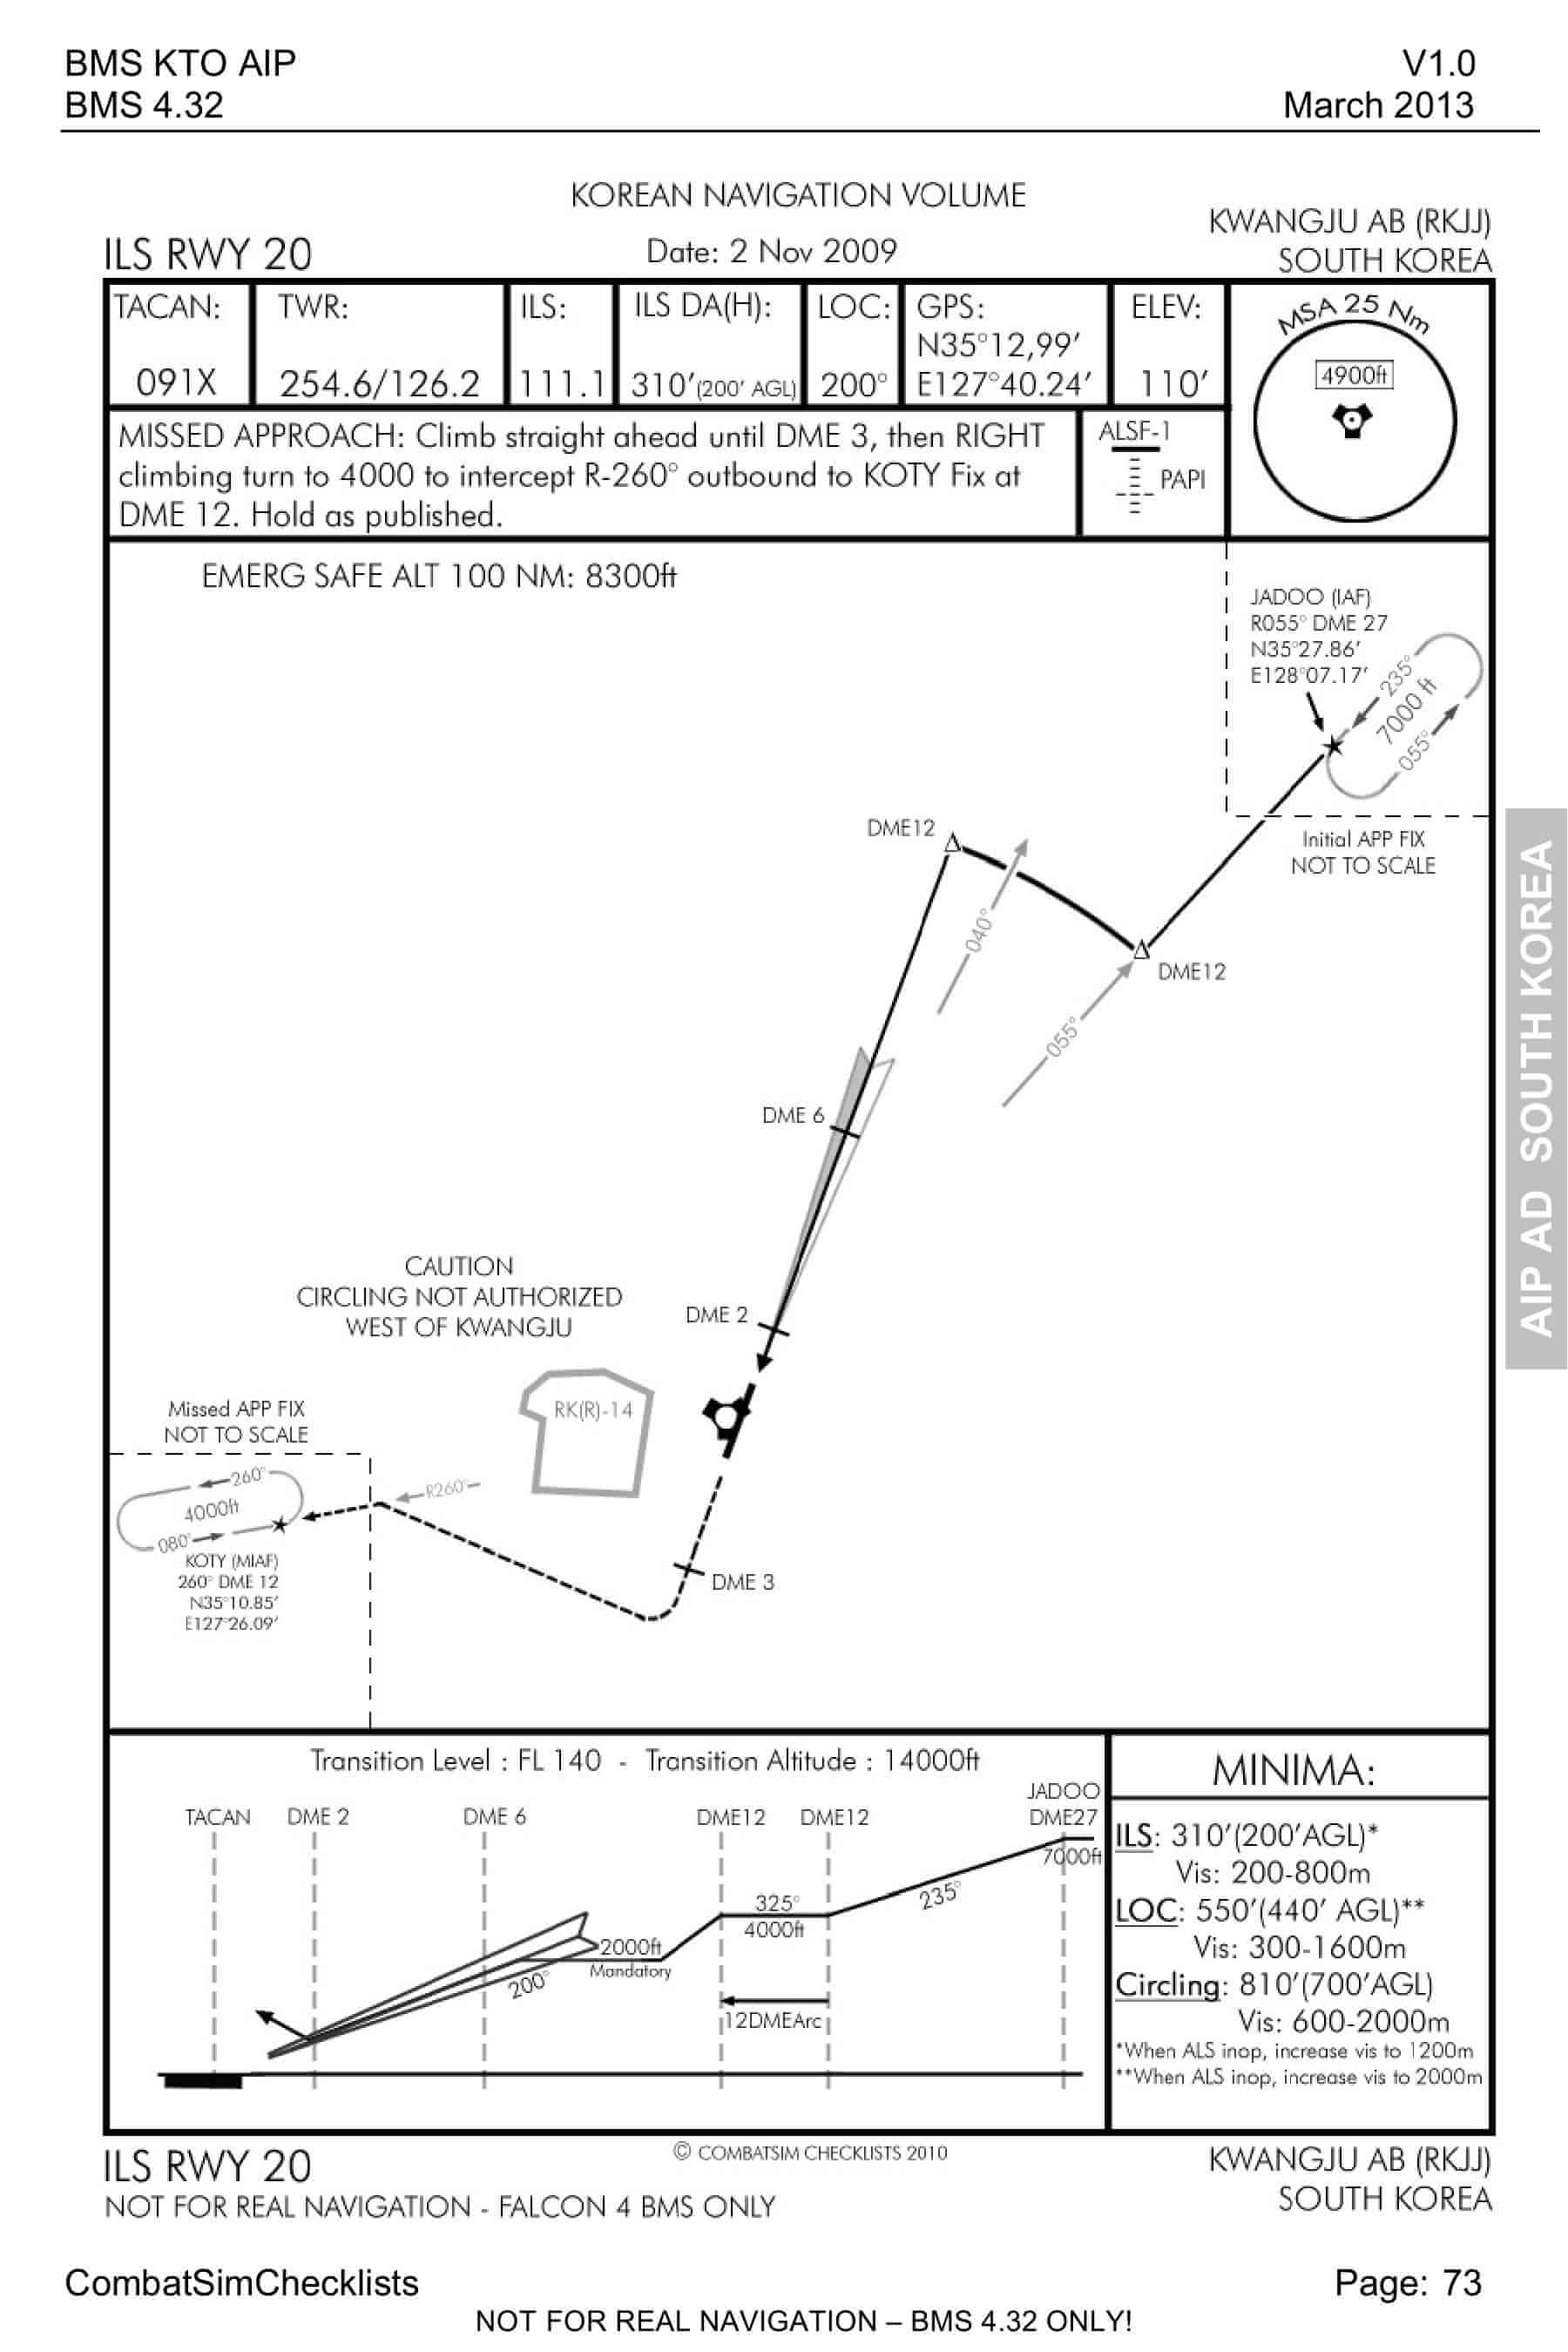 BMS KTO AIP
V1.0
BMS 4.32
March 2013
KOREAN NAVIGATION VOLUME
KWANGJU AB (RKJJ)
ILS RWY 20
Date: 2 Nov 2009
SOUTH KOREA
TACAN:
091X
TWR:
254.6/126.2
ILS:
111.1
ILS DA(H):
310′(200′ AGL)
LOC:
200°
GPS:
N35°12,99′
E127°40.24′
ELEV:
110′
MSA 25 Nm
4900ft
MISSED APPROACH: Climb straight ahead until DME 3, then RIGHT
climbing turn to 4000 to intercept R-260° outbound to KOTY Fix at
DME 12. Hold as published.
ALSF-1
PAPI
EMERG SAFE ALT 100 NM: 8300ft
JADOO (IAF)
R055° DME 27
N35°27.86′
E128°07.17′
235°
7000 ft
055°
Initial APP FIX
NOT TO SCALE
DME12
040°
DME12
055°
DME 6
CAUTION
CIRCLING NOT AUTHORIZED
WEST OF KWANGJU
DME 2
RK(R)-14
Missed APP FIX
NOT TO SCALE
260°
4000ft
080°
R260°
KOTY (MIAF)
260° DME 12
N35°10.85′
E127°26.09′
DME 3
AIP AD SOUTH KOREA
Transition Level : FL 140 - Transition Altitude : 14000ft
TACAN
DME 2
DME 6
DME12
DME12
JADOO
DME27
7000ft
235°
325°
4000ft
2000ft
Mandatory
200°
12DMEArc
MINIMA:
ILS: 310′(200′AGL)*
Vis: 200-800m
LOC: 550′(440′ AGL)**
Vis: 300-1600m
Circling: 810′(700′AGL)
Vis: 600-2000m
*When ALS inop, increase vis to 1200m
**When ALS inop, increase vis to 2000m
ILS RWY 20
© COMBATSIM CHECKLISTS 2010
KWANGJU AB (RKJJ)
NOT FOR REAL NAVIGATION - FALCON 4 BMS ONLY
SOUTH KOREA
CombatSimChecklists
Page: 73
NOT FOR REAL NAVIGATION – BMS 4.32 ONLY!